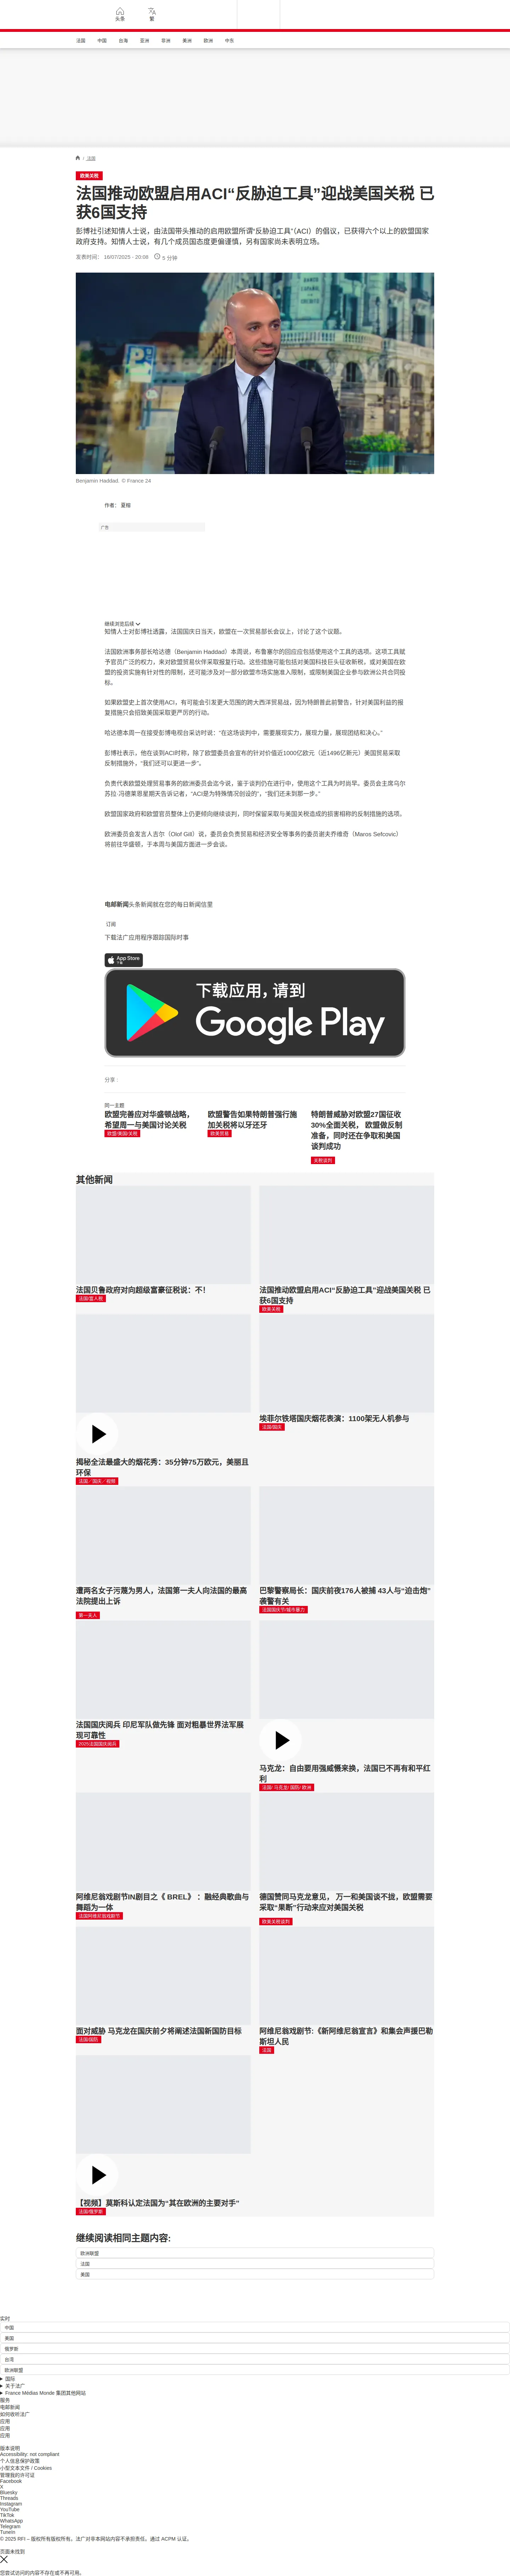 头条
繁
法国
中国
台海
亚洲
非洲
美洲
欧洲
中东
/ 法国
欧美关税
法国推动欧盟启用ACI“反胁迫工具”迎战美国关税 已
获6国支持
彭博社引述知情人士说，由法国带头推动的启用欧盟所谓“反胁迫工具”（ACI）的倡议，已获得六个以上的欧盟国家
政府支持。知情人士说，有几个成员国态度更偏谨慎，另有国家尚未表明立场。
发表时间： 16/07/2025 - 20:08 5 分钟
Benjamin Haddad. © France 24
作者： 夏榕
广告
继续浏览后续
知情人士对彭博社透露，法国国庆日当天，欧盟在一次贸易部长会议上，讨论了这个议题。
法国欧洲事务部长哈达德（Benjamin Haddad）本周说，布鲁塞尔的回应应包括使用这个工具的选项。这项工具赋
予官员广泛的权力，来对欧盟贸易伙伴采取报复行动。这些措施可能包括对美国科技巨头征收新税，或对美国在欧
盟的投资实施有针对性的限制，还可能涉及对一部分欧盟市场实施准入限制，或限制美国企业参与欧洲公共合同投
标。
如果欧盟史上首次使用ACI，有可能会引发更大范围的跨大西洋贸易战，因为特朗普此前警告，针对美国利益的报
复措施只会招致美国采取更严厉的行动。
哈达德本周一在接受彭博电视台采访时说：“在这场谈判中，需要展现实力，展现力量，展现团结和决心。”
彭博社表示，他在谈到ACI时称，除了欧盟委员会宣布的针对价值近1000亿欧元（近1496亿新元）美国贸易采取
反制措施外，“我们还可以更进一步”。
负责代表欧盟处理贸易事务的欧洲委员会迄今说，鉴于谈判仍在进行中，使用这个工具为时尚早。委员会主席乌尔
苏拉·冯德莱恩星期天告诉记者，“ACI是为特殊情况创设的”，“我们还未到那一步。”
欧盟国家政府和欧盟官员整体上仍更倾向继续谈判，同时保留采取与美国关税造成的损害相称的反制措施的选项。
欧洲委员会发言人吉尔（Olof Gill）说，委员会负责贸易和经济安全等事务的委员谢夫乔维奇（Maros Sefcovic）
将前往华盛顿，于本周与美国方面进一步会谈。
电邮新闻头条新闻就在您的每日新闻信里
订阅
下载法广应用程序跟踪国际时事
App Store
下载应用，请到
Google Play
分享 :
同一主题
欧盟完善应对华盛顿战略，
希望周一与美国讨论关税
欧盟/美国/关税
欧盟警告如果特朗普强行施
加关税将以牙还牙
欧美贸易
特朗普威胁对欧盟27国征收
30%全面关税， 欧盟做反制
准备，同时还在争取和美国
谈判成功
关税谈判
其他新闻
法国贝鲁政府对向超级富豪征税说：不！
法国/富人税
法国推动欧盟启用ACI“反胁迫工具”迎战美国关税 已
获6国支持
欧美关税
揭秘全法最盛大的烟花秀：35分钟75万欧元，美丽且
环保
法国／国庆／视频
埃菲尔铁塔国庆烟花表演：1100架无人机参与
法国/国庆
遭两名女子污蔑为男人，法国第一夫人向法国的最高
法院提出上诉
第一夫人
巴黎警察局长：国庆前夜176人被捕 43人与“迫击炮”
袭警有关
法国国庆节/城市暴力
法国国庆阅兵 印尼军队做先锋 面对粗暴世界法军展
现可靠性
2025法国国庆阅兵
马克龙：自由要用强威慑来换，法国已不再有和平红
利
法国/ 马克龙/ 国防/ 欧洲
阿维尼翁戏剧节IN剧目之《 BREL》 ：融经典歌曲与
舞蹈为一体
法国阿维尼翁戏剧节
德国赞同马克龙意见， 万一和美国谈不拢，欧盟需要
采取“果断”行动来应对美国关税
欧美关税谈判
面对威胁 马克龙在国庆前夕将阐述法国新国防目标
法国/国防
阿维尼翁戏剧节:《新阿维尼翁宣言》和集会声援巴勒
斯坦人民
法国
【视频】莫斯科认定法国为“其在欧洲的主要对手”
法国/俄罗斯
继续阅读相同主题内容:
欧洲联盟
法国
美国
实时
中国
美国
俄罗斯
台湾
欧洲联盟
国际
关于法广
France Médias Monde 集团其他网站
服务
电邮新闻
如何收听法广
应用
应用
应用
版本说明
Accessibility: not compliant
个人信息保护政策
小型文本文件 / Cookies
管理我的许可证
Facebook
X
Bluesky
Threads
Instagram
YouTube
TikTok
WhatsApp
Telegram
TuneIn
© 2025 RFI – 版权所有版权所有。法广对非本网站内容不承担责任。通过 ACPM 认证。
页面未找到
您尝试访问的内容不存在或不再可用。